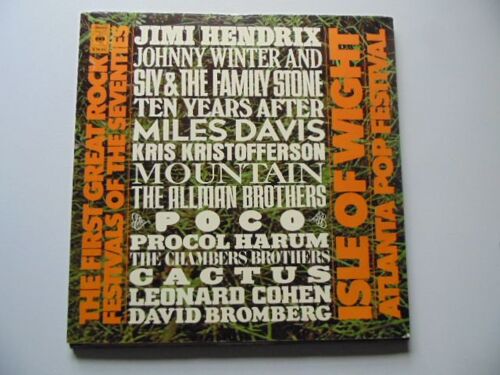 THE FIRST GREAT ROCK
FESTIVALS OF THE SEVENTIES
JIMI HENDRIX
JOHNNY WINTER AND
SLY & THE FAMILY STONE
TEN YEARS AFTER
MILES DAVIS
KRIS KRISTOFFERSON
MOUNTAIN
THE ALLMAN BROTHERS
POCO
PROCOL HARUM
THE CHAMBERS BROTHERS
CACTUS
LEONARD COHEN
DAVID BROMBERG
ISLE OF WIGHT
ATLANTA POP FESTIVAL